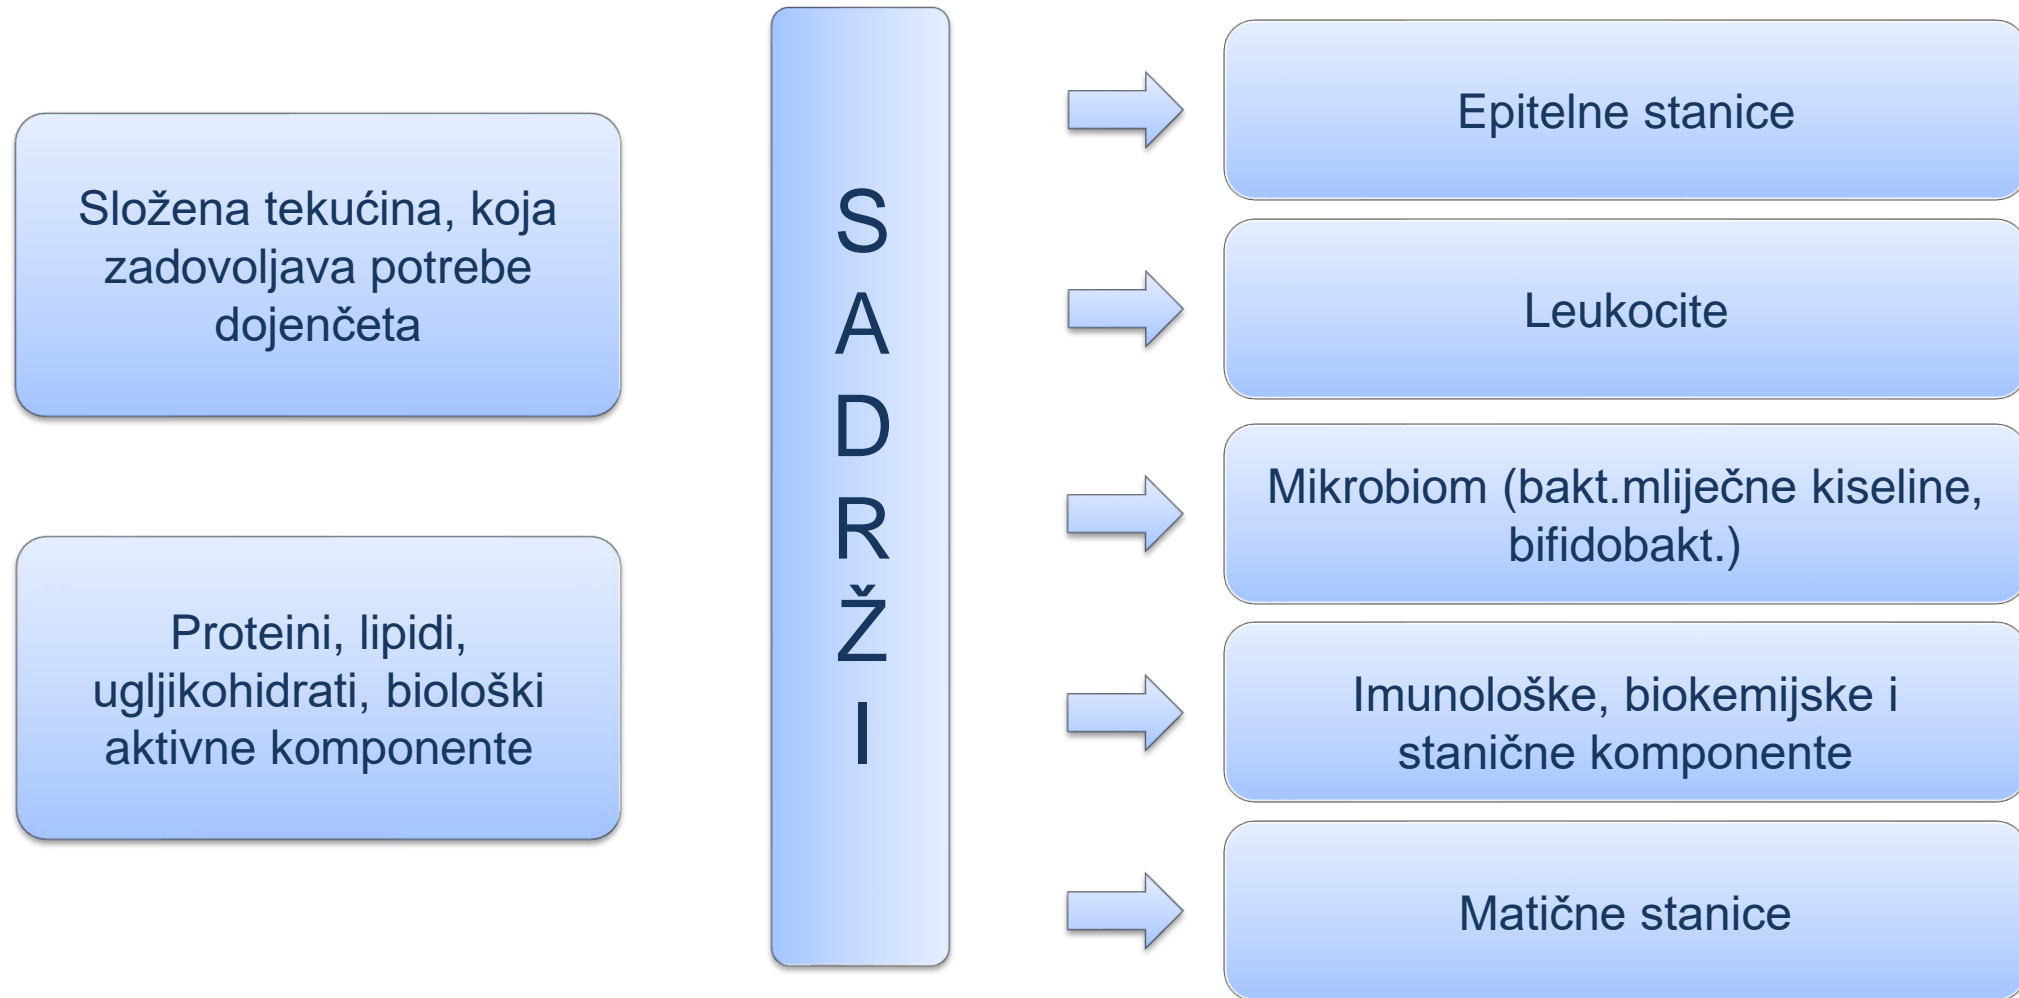 Složena tekućina, koja
zadovoljava potrebe
dojenčeta
Proteini, lipidi,
ugljikohidrati, biološki
aktivne komponente
S
A
D
R
Ž
I
Epitelne stanice
Leukocite
Mikrobiom (bakt.mliječne kiseline,
bifidobakt.)
Imunološke, biokemijske i
stanične komponente
Matične stanice